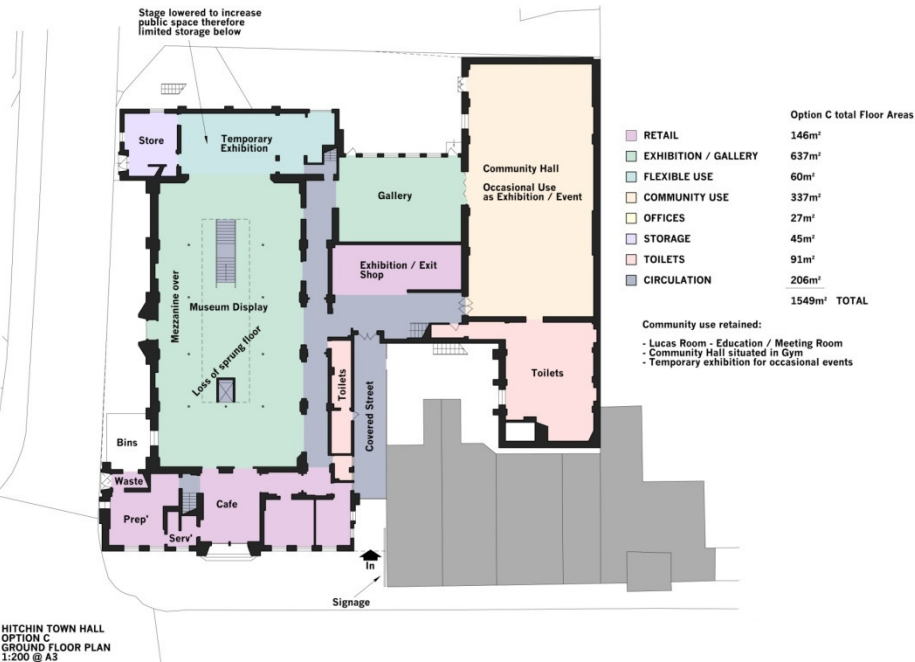 Stage lowered to increase
public space therefore
limited storage below
Store
Temporary
Exhibition
Gallery
Community Hall
Occasional Use
as Exhibition / Event
Exhibition / Exit
Shop
Mezzanine over
Museum Display
Loss of sprung floor
Toilets
Covered Street
Toilets
Bins
Waste
Prep'
Serv'
Cafe
In
Signage
Option C total Floor Areas
RETAIL 146m²
EXHIBITION / GALLERY 637m²
FLEXIBLE USE 60m²
COMMUNITY USE 337m²
OFFICES 27m²
STORAGE 45m²
TOILETS 91m²
CIRCULATION 206m²
1549m² TOTAL
Community use retained:
- Lucas Room - Education / Meeting Room
- Community Hall situated in Gym
- Temporary exhibition for occasional events
HITCHIN TOWN HALL
OPTION C
GROUND FLOOR PLAN
1:200 @ A3